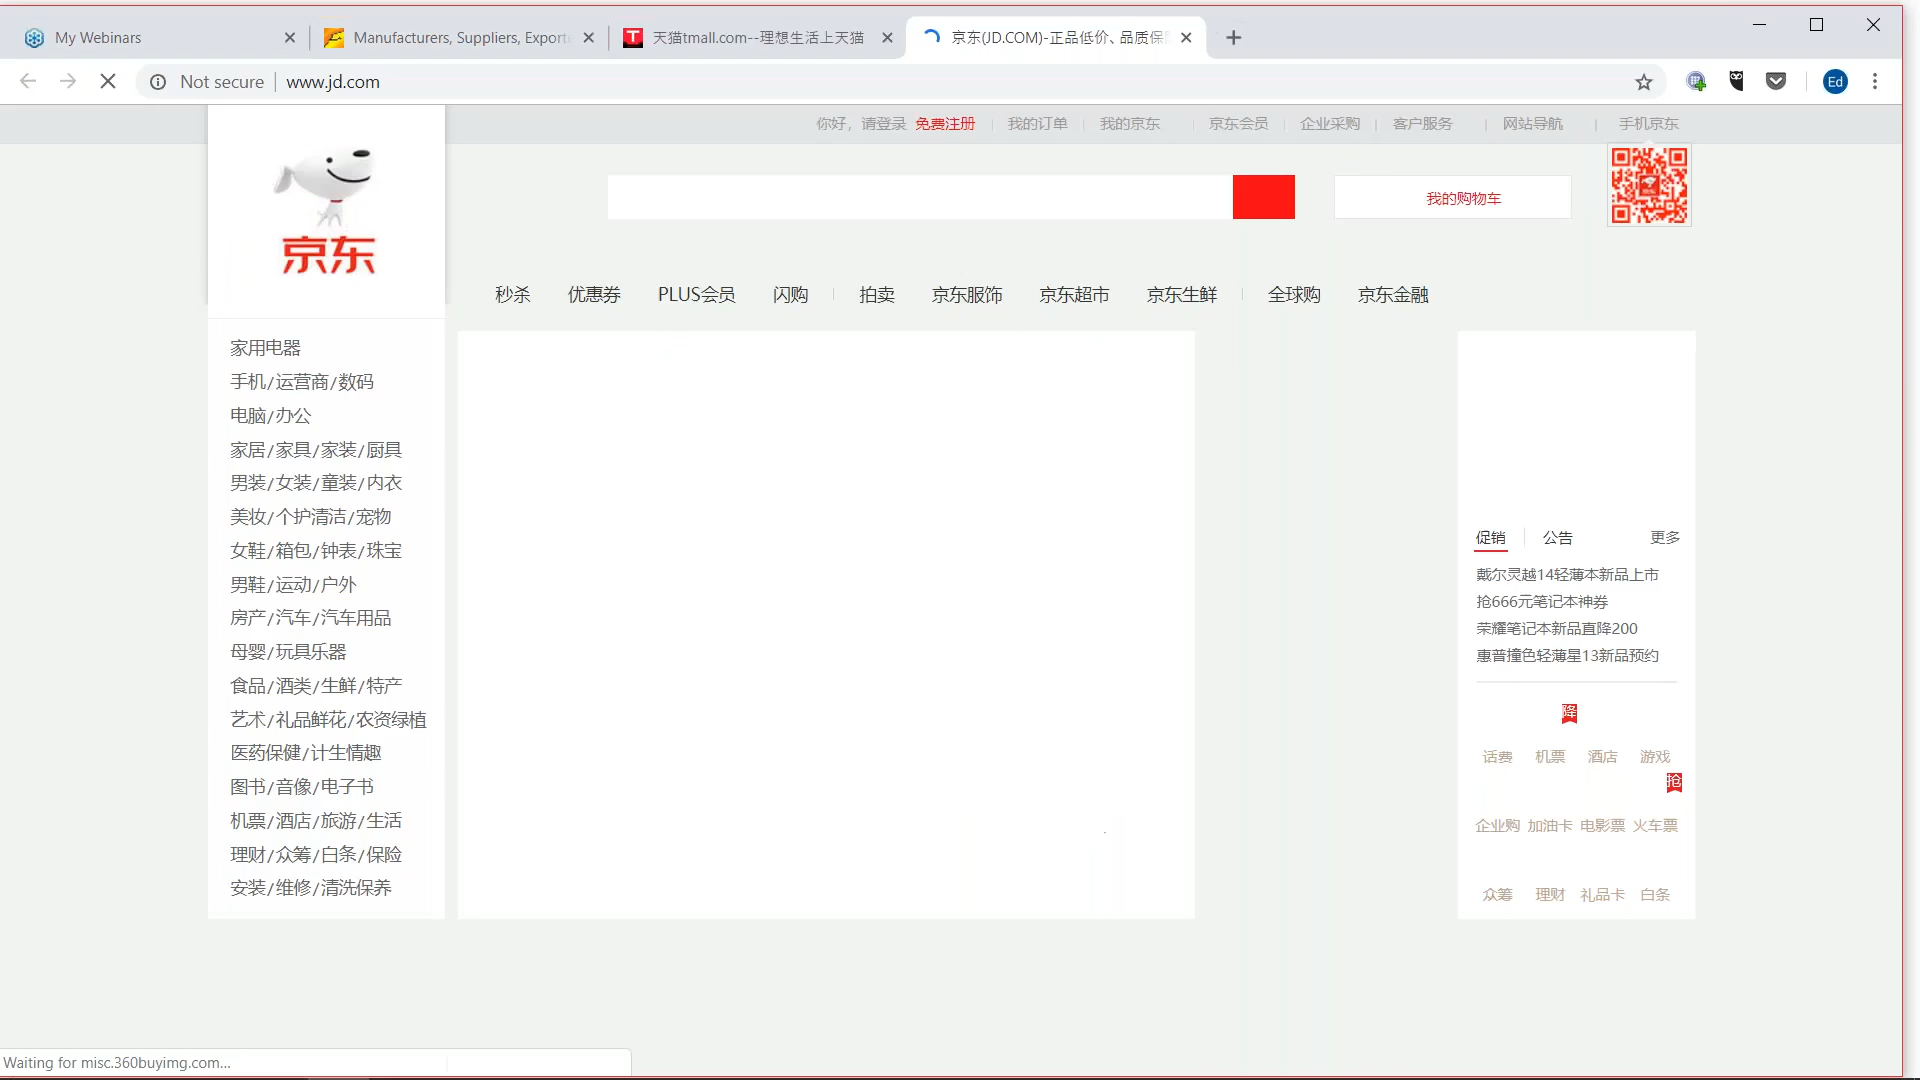 My Webinars
Manufacturers, Suppliers, Export
天猫tmall.com--理想生活上天猫
京东(JD.COM)-正品低价、品质保
Not secure
www.jd.com
Ed
你好，请登录 免费注册
我的订单
我的京东
京东会员
企业采购
客户服务
网站导航
手机京东
京东
我的购物车
秒杀
优惠券
PLUS会员
闪购
拍卖
京东服饰
京东超市
京东生鲜
全球购
京东金融
家用电器
手机/运营商/数码
电脑/办公
家居/家具/家装/厨具
男装/女装/童装/内衣
美妆/个护清洁/宠物
女鞋/箱包/钟表/珠宝
男鞋/运动/户外
房产/汽车/汽车用品
母婴/玩具乐器
食品/酒类/生鲜/特产
艺术/礼品鲜花/农资绿植
医药保健/计生情趣
图书/音像/电子书
机票/酒店/旅游/生活
理财/众筹/白条/保险
安装/维修/清洗保养
促销
公告
更多
戴尔灵越14轻薄本新品上市
抢666元笔记本神券
荣耀笔记本新品直降200
惠普撞色轻薄星13新品预约
降
话费 机票 酒店 游戏
抢
企业购 加油卡 电影票 火车票
众筹 理财 礼品卡 白条
Waiting for misc.360buyimg.com...